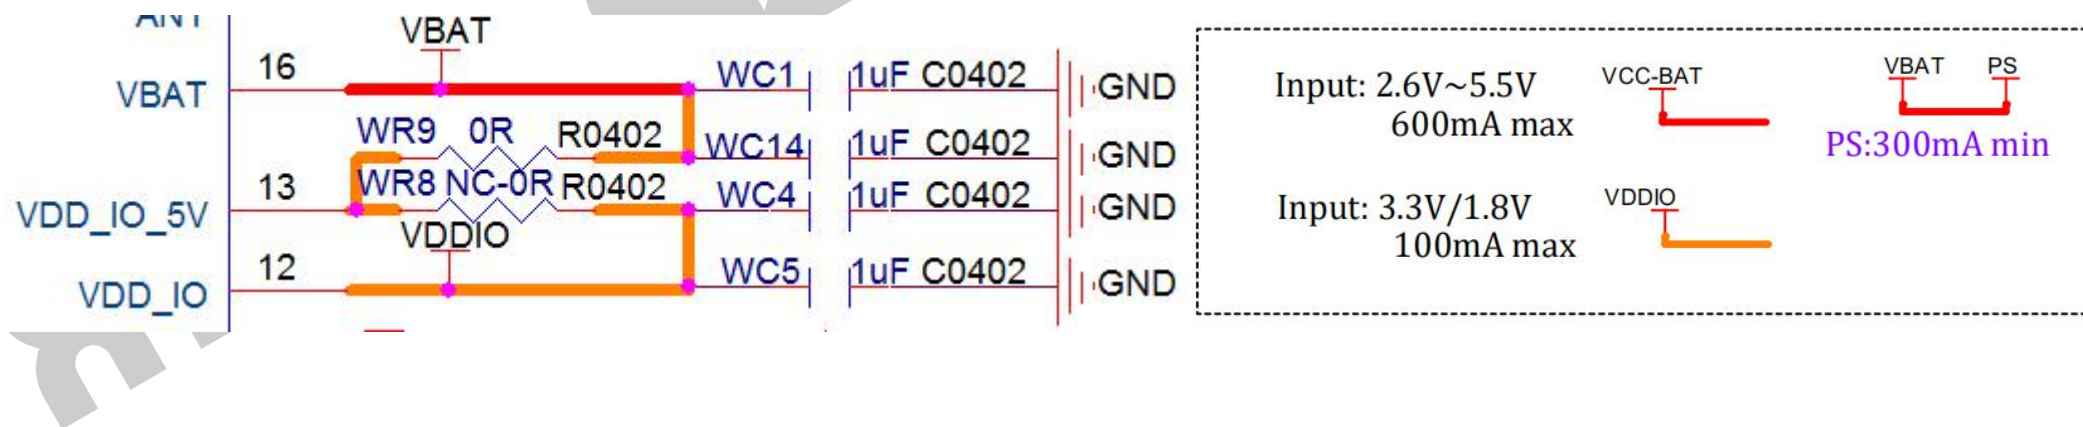 ANT
VBAT
16
VBAT
WC1
1uF C0402
GND
WR9 0R R0402
WC14
1uF C0402
GND
13
WR8 NC-0R R0402
WC4
1uF C0402
GND
VDD_IO_5V
VDDIO
12
WC5
1uF C0402
GND
VDD_IO
Input: 2.6V~5.5V
600mA max
VCC-BAT
VBAT PS
PS:300mA min
Input: 3.3V/1.8V
100mA max
VDDIO